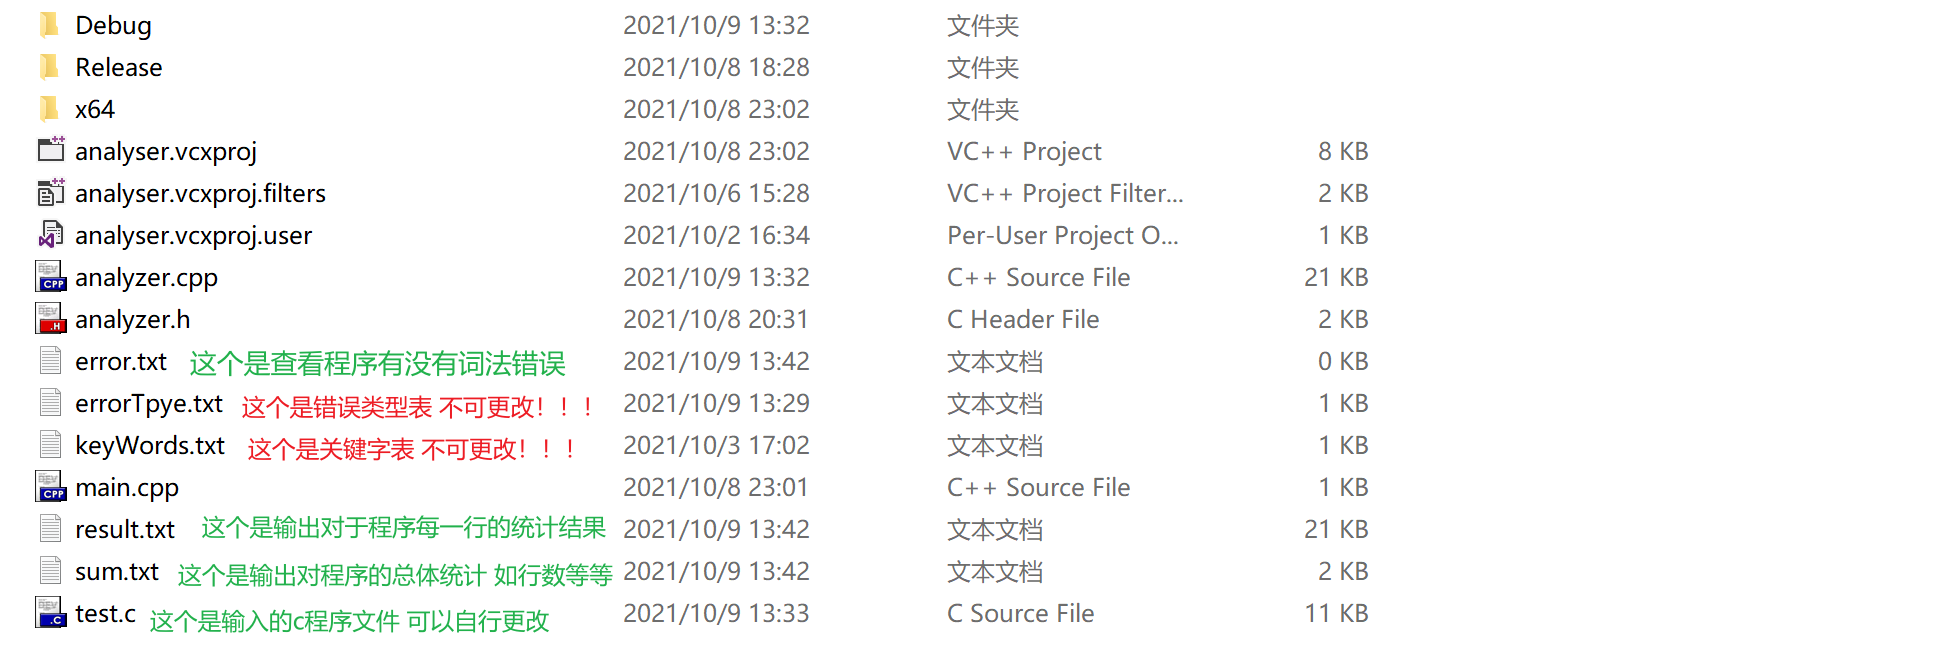 Debug 2021/10/9 13:32 文件夹
Release 2021/10/8 18:28 文件夹
x64 2021/10/8 23:02 文件夹
analyser.vcxproj 2021/10/8 23:02 VC++ Project 8 KB
analyser.vcxproj.filters 2021/10/6 15:28 VC++ Project Filter... 2 KB
analyser.vcxproj.user 2021/10/2 16:34 Per-User Project O... 1 KB
analyzer.cpp 2021/10/9 13:32 C++ Source File 21 KB
analyzer.h 2021/10/8 20:31 C Header File 2 KB
error.txt 这个是查看程序有没有词法错误 2021/10/9 13:42 文本文档 0 KB
errorTpye.txt 这个是错误类型表 不可更改！！！ 2021/10/9 13:29 文本文档 1 KB
keyWords.txt 这个是关键字表 不可更改！！！ 2021/10/3 17:02 文本文档 1 KB
main.cpp 2021/10/8 23:01 C++ Source File 1 KB
result.txt 这个是输出对于程序每一行的统计结果 2021/10/9 13:42 文本文档 21 KB
sum.txt 这个是输出对程序的总体统计 如行数等等 2021/10/9 13:42 文本文档 2 KB
test.c 这个是输入的c程序文件 可以自行更改 2021/10/9 13:33 C Source File 11 KB